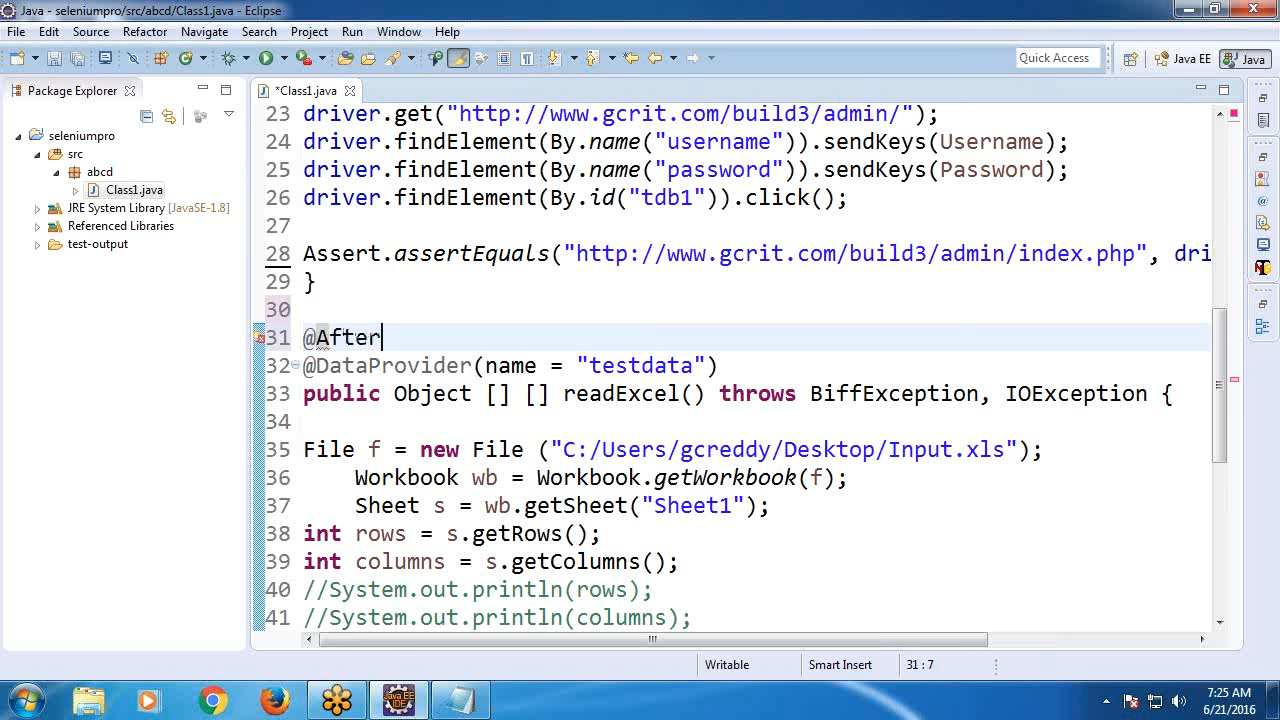 Java - seleniumpro/src/abcd/Class1.java - Eclipse
File Edit Source Refactor Navigate Search Project Run Window Help
Quick Access Java EE Java
Package Explorer
*Class1.java
seleniumpro
src
abcd
Class1.java
JRE System Library [JavaSE-1.8]
Referenced Libraries
test-output
23 driver.get("http://www.gcrit.com/build3/admin/");
24 driver.findElement(By.name("username")).sendKeys(Username);
25 driver.findElement(By.name("password")).sendKeys(Password);
26 driver.findElement(By.id("tdb1")).click();
27
28 Assert.assertEquals("http://www.gcrit.com/build3/admin/index.php", dri
29 }
30
31 @After
32 @DataProvider(name = "testdata")
33 public Object [] [] readExcel() throws BiffException, IOException {
34
35 File f = new File ("C:/Users/gcreddy/Desktop/Input.xls");
36 Workbook wb = Workbook.getWorkbook(f);
37 Sheet s = wb.getSheet("Sheet1");
38 int rows = s.getRows();
39 int columns = s.getColumns();
40 //System.out.println(rows);
41 //System.out.println(columns);
Writable Smart Insert 31 : 7
Java EE
IDE
7:25 AM
6/21/2016